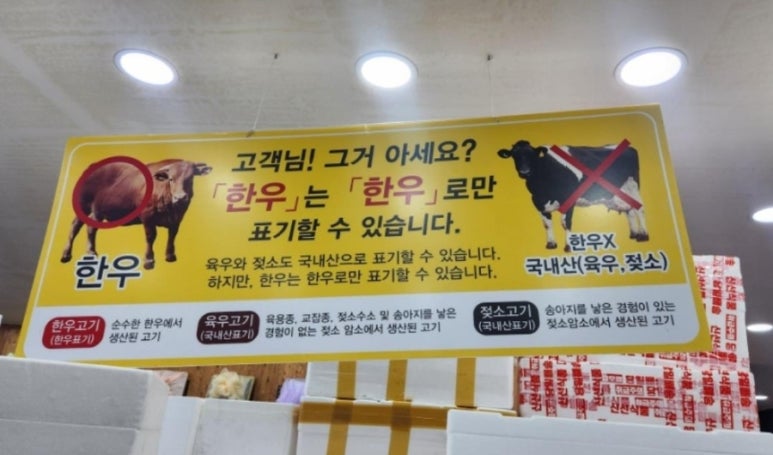 고객님! 그거 아세요?
「한우」는 「한우」로만
표기할 수 있습니다.
육우와 젖소도 국내산으로 표기할 수 있습니다.
하지만, 한우는 한우로만 표기할 수 있습니다.
한우
한우X
국내산(육우,젖소)
한우고기
(한우표기)
순수한 한우에서
생산된 고기
육우고기
(국내산표기)
육용종, 교잡종, 젖소수소 및 송아지를 낳은
경험이 없는 젖소 암소에서 생산된 고기
젖소고기
(국내산표기)
송아지를 낳은 경험이 있는
젖소암소에서 생산된 고기